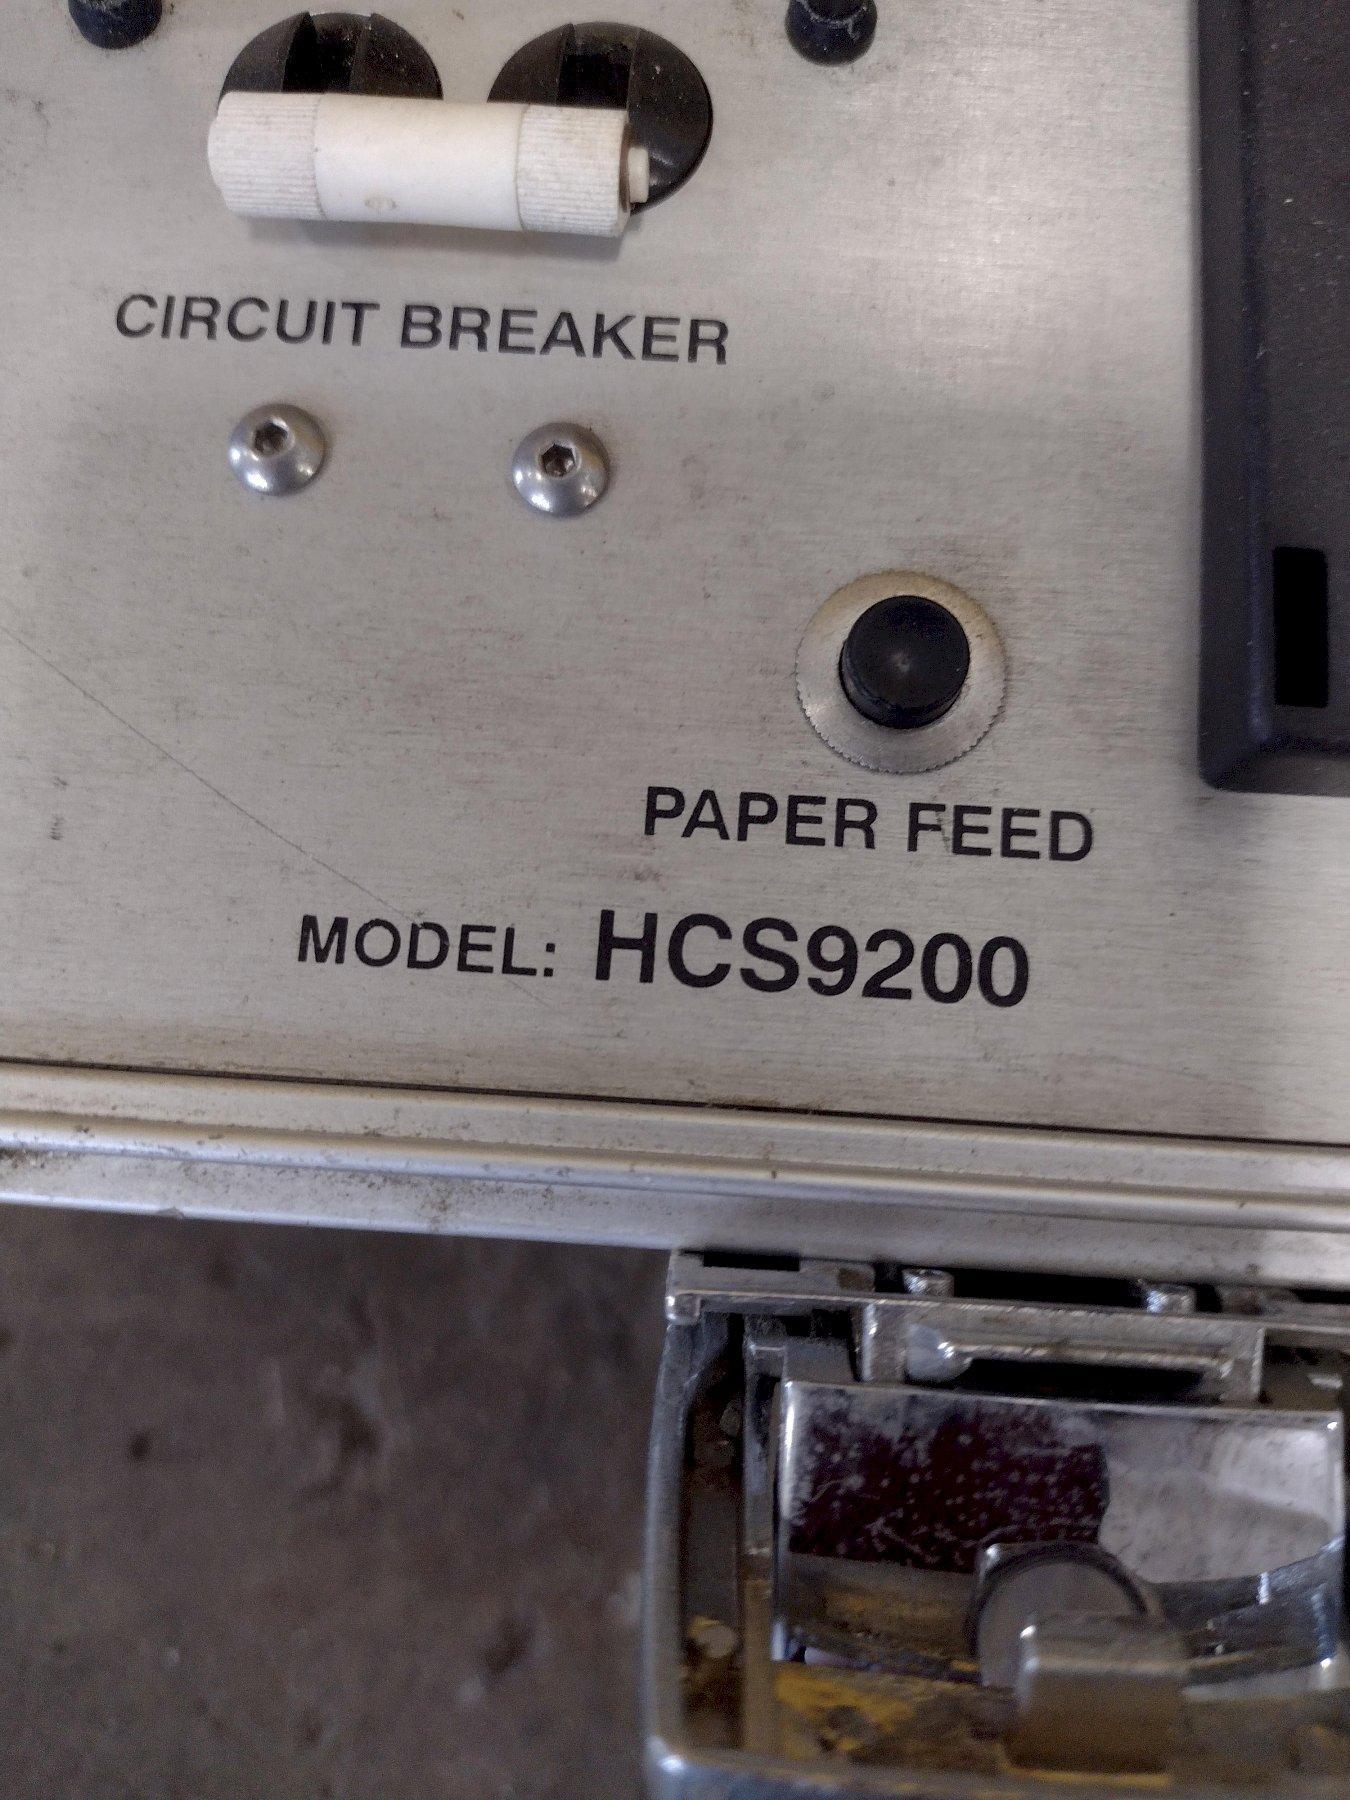 CIRCUIT BREAKER
PAPER FEED
MODEL: HCS9200